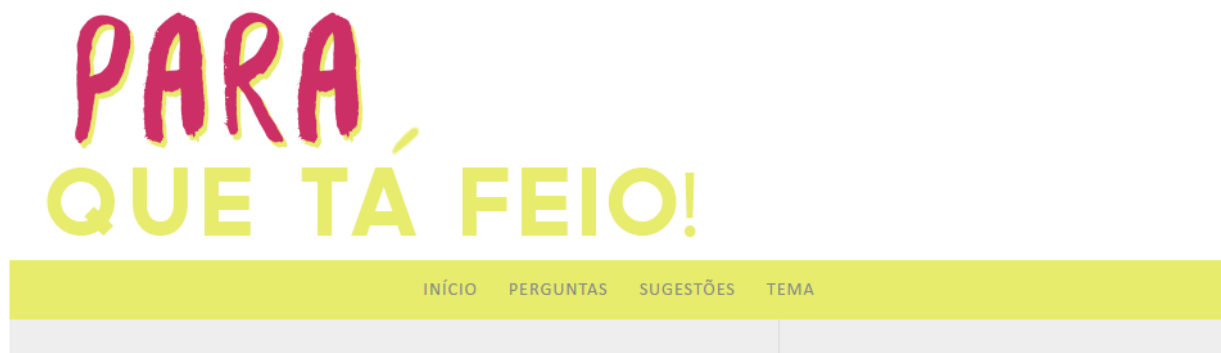 PARA
QUE TÁ FEIO!
INÍCIO PERGUNTAS SUGESTÕES TEMA